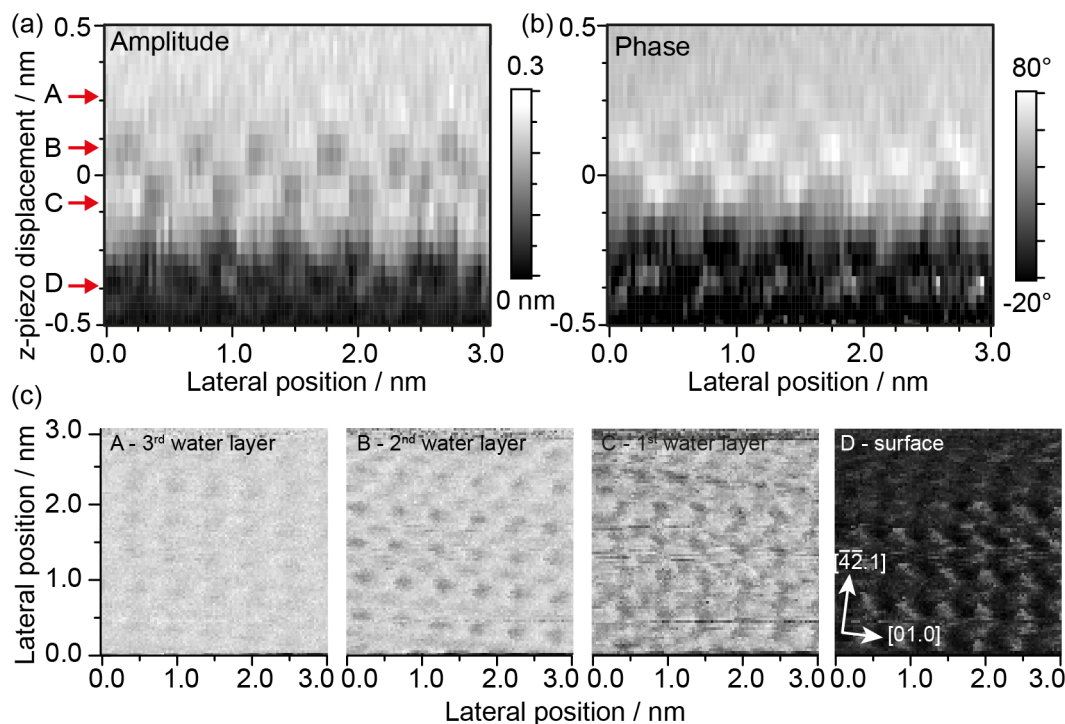 (a) (b)
0.5 0.5
Amplitude Phase
0.3 80°
A
B
0 0
C
D
0 nm -20°
-0.5 -0.5
0.0 1.0 2.0 3.0 0.0 1.0 2.0 3.0
z-piezo displacement / nm
Lateral position / nm Lateral position / nm
(c)
3.0
A - 3rd water layer B - 2nd water layer C - 1st water layer D - surface
2.0
1.0
0.0
[4̅2̅.1]
[01.0]
0.0 1.0 2.0 3.0 0.0 1.0 2.0 3.0 0.0 1.0 2.0 3.0 0.0 1.0 2.0 3.0
Lateral position / nm
Lateral position / nm